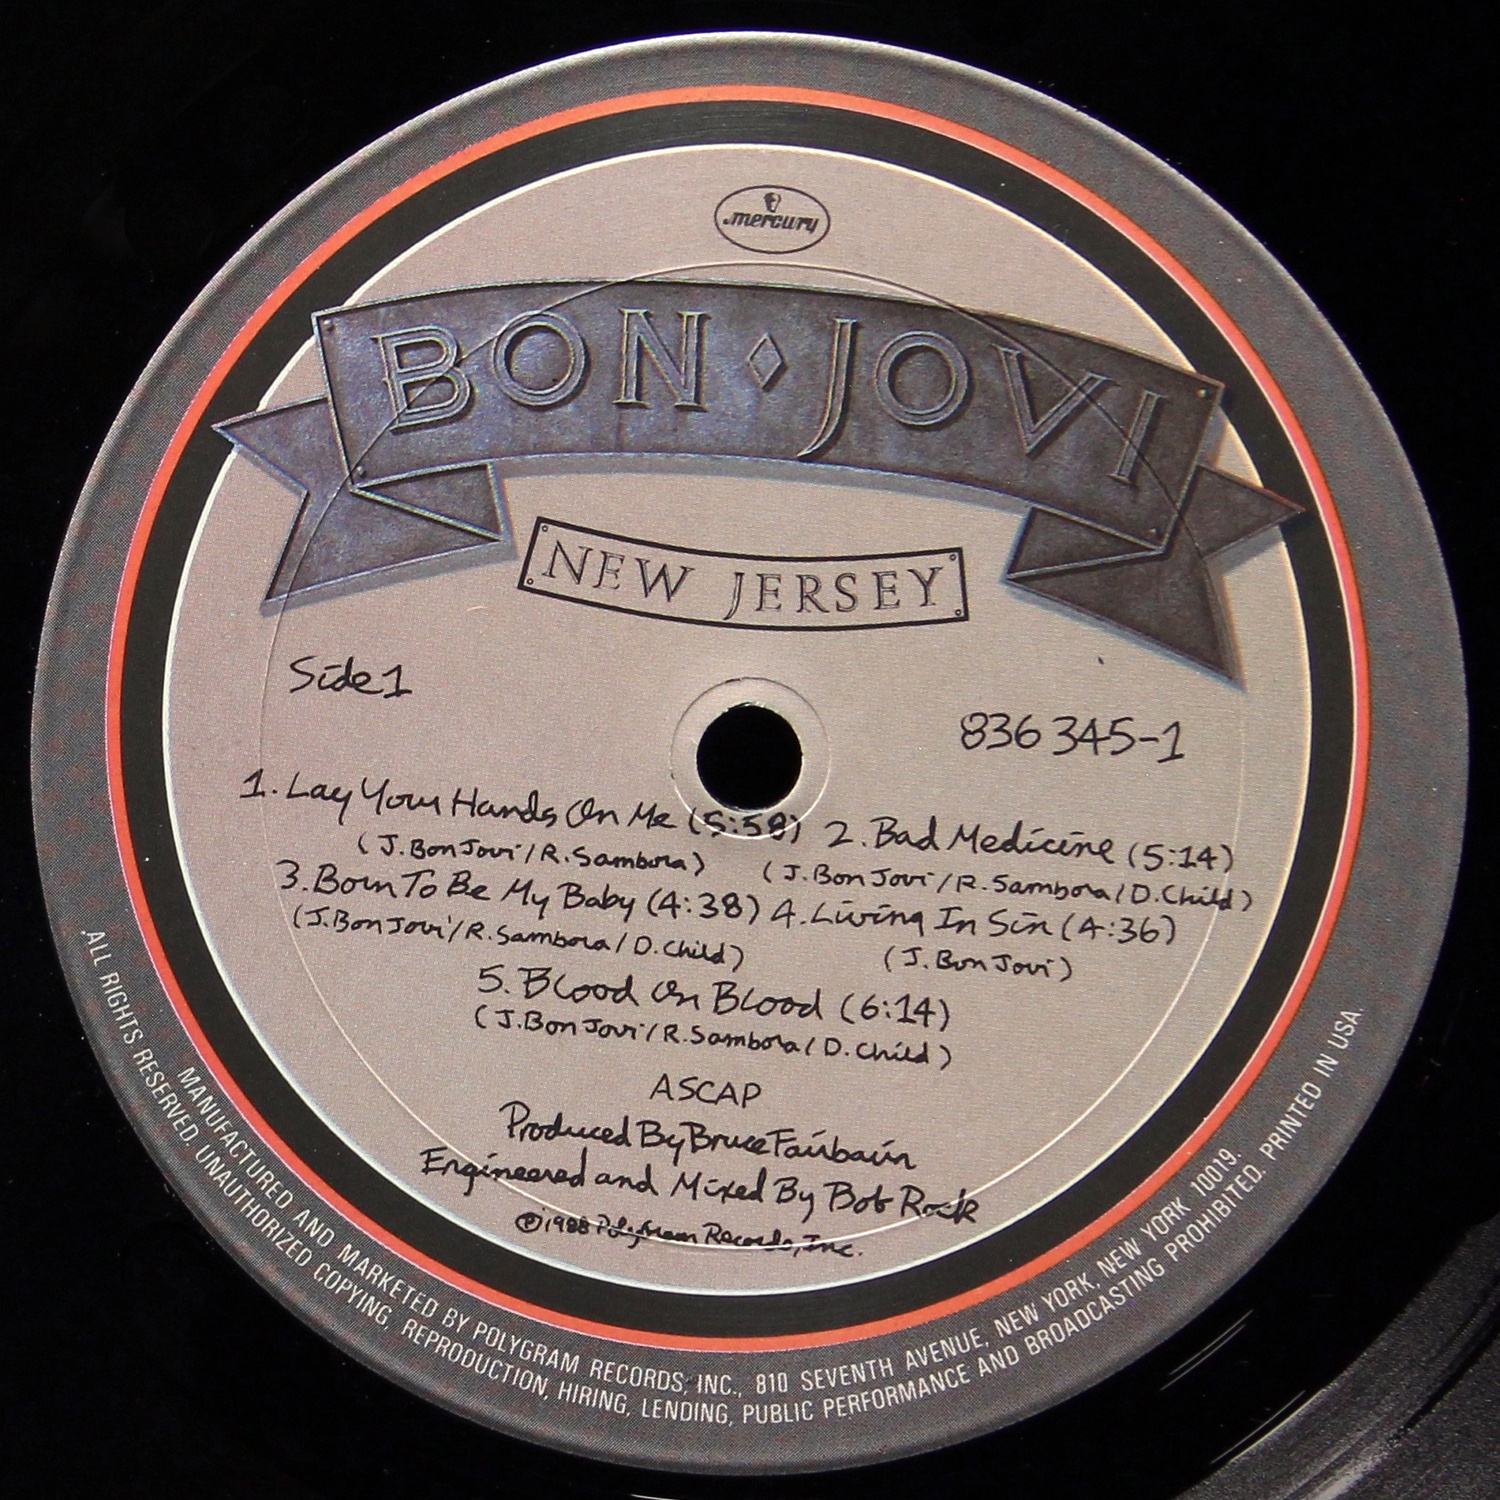 mercury
BON ◇ JOVI
NEW JERSEY
Side 1
836 345-1
1. Lay Your Hands On Me (5:58) 2. Bad Medicine (5:14)
(J. Bon Jovi/R. Sambora) (J. Bon Jovi/R. Sambora/D. Child)
3. Born To Be My Baby (4:38) 4. Living In Sin (4:36)
(J. Bon Jovi/R. Sambora/D. Child) (J. Bon Jovi)
5. Blood On Blood (6:14)
(J. Bon Jovi/R. Sambora/D. Child)
ASCAP
Produced By Bruce Fairbairn
Engineered and Mixed By Bob Rock
℗1988 PolyGram Records, Inc.
MANUFACTURED AND MARKETED BY POLYGRAM RECORDS, INC., 810 SEVENTH AVENUE, NEW YORK, NEW YORK 10019.
ALL RIGHTS RESERVED. UNAUTHORIZED COPYING, REPRODUCTION, HIRING, LENDING, PUBLIC PERFORMANCE AND BROADCASTING PROHIBITED. PRINTED IN USA.